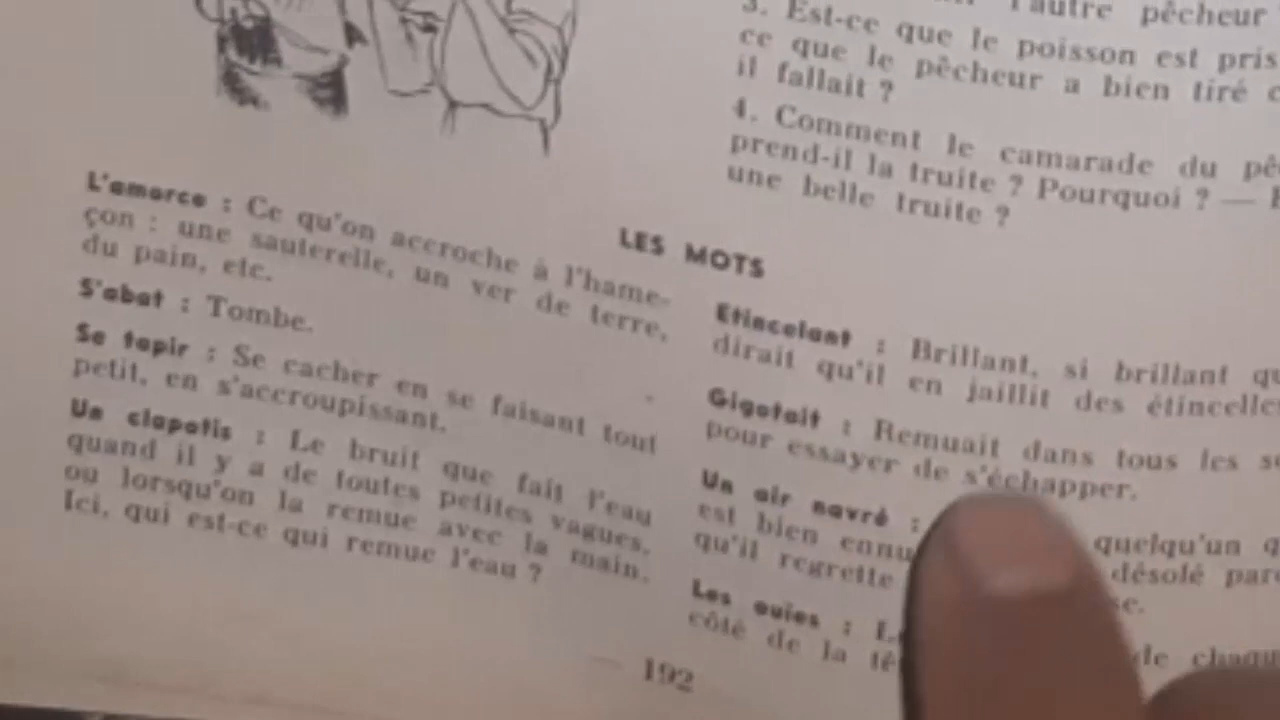 l'autre pêcheur
3. Est-ce que le poisson est pris
ce que le pêcheur a bien tiré
il fallait ?
4. Comment le camarade du
prend-il la truite ? Pourquoi ? —
une belle truite ?
LES MOTS
L'amorce : Ce qu'on accroche à l'hame-
çon : une sauterelle, un ver de terre,
du pain, etc.
S'abat : Tombe.
Se tapir : Se cacher en se faisant tout
petit, en s'accroupissant.
Un clapotis : Le bruit que fait l'eau
quand il y a de toutes petites vagues,
ou lorsqu'on la remue avec la main.
Ici, qui est-ce qui remue l'eau ?
Etincelant : Brillant, si brillant
dirait qu'il en jaillit des
Gigotait : Remuait dans tous les
pour essayer de s'échapper.
Un air navré : quelqu'un
est bien désolé
qu'il regrette
Les ouïes :
côté de la de
— 192